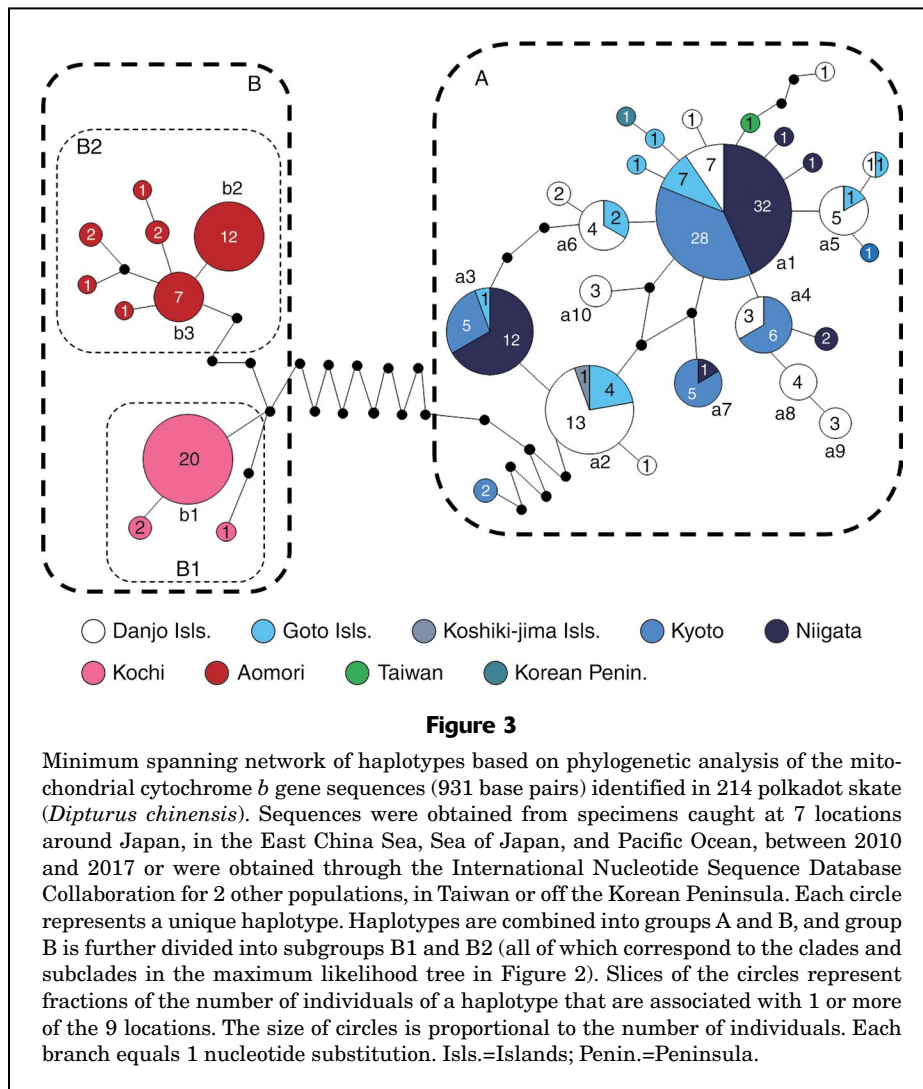 B
A
B2
b2
1
2
2
12
1
1
7
b3
20
b1
2
1
B1
1
1
1
1
1
1
1
7
7
32
28
a1
1
1
1
5
a5
1
2
2
4
a6
a3
1
5
12
3
a10
a4
3
6
2
1
4
13
a2
1
1
5
a7
4
a8
3
a9
2
Danjo Isls.
Goto Isls.
Koshiki-jima Isls.
Kyoto
Niigata
Kochi
Aomori
Taiwan
Korean Penin.
Figure 3
Minimum spanning network of haplotypes based on phylogenetic analysis of the mito-
chondrial cytochrome b gene sequences (931 base pairs) identified in 214 polkadot skate
(Dipturus chinensis). Sequences were obtained from specimens caught at 7 locations
around Japan, in the East China Sea, Sea of Japan, and Pacific Ocean, between 2010
and 2017 or were obtained through the International Nucleotide Sequence Database
Collaboration for 2 other populations, in Taiwan or off the Korean Peninsula. Each circle
represents a unique haplotype. Haplotypes are combined into groups A and B, and group
B is further divided into subgroups B1 and B2 (all of which correspond to the clades and
subclades in the maximum likelihood tree in Figure 2). Slices of the circles represent
fractions of the number of individuals of a haplotype that are associated with 1 or more
of the 9 locations. The size of circles is proportional to the number of individuals. Each
branch equals 1 nucleotide substitution. Isls.=Islands; Penin.=Peninsula.